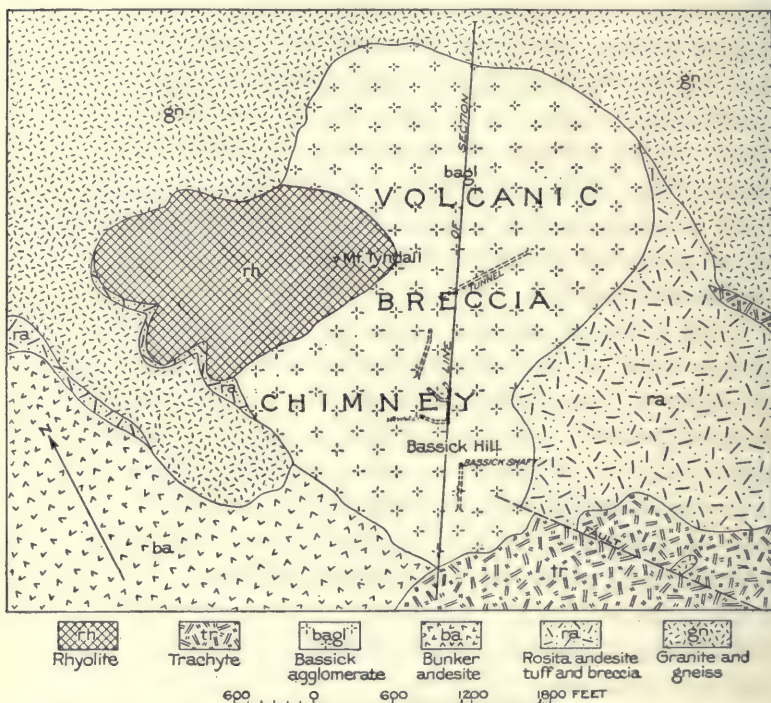 gn
gn
SECTION
bagl
VOLCANIC
OF
Mt. Tyndall
rh
TUNNEL
BRECCIA
ra
LINE
ra
ra
CHIMNEY
Bassick Hill
BASSICK SHAFT
N
FAULT
ba
tr
rh
tr
bagl
ba
ra
gn
Rhyolite
Trachyte
Bassick agglomerate
Bunker andesite
Rosita andesite tuff and breccia
Granite and gneiss
600 0 600 1200 1800 FEET